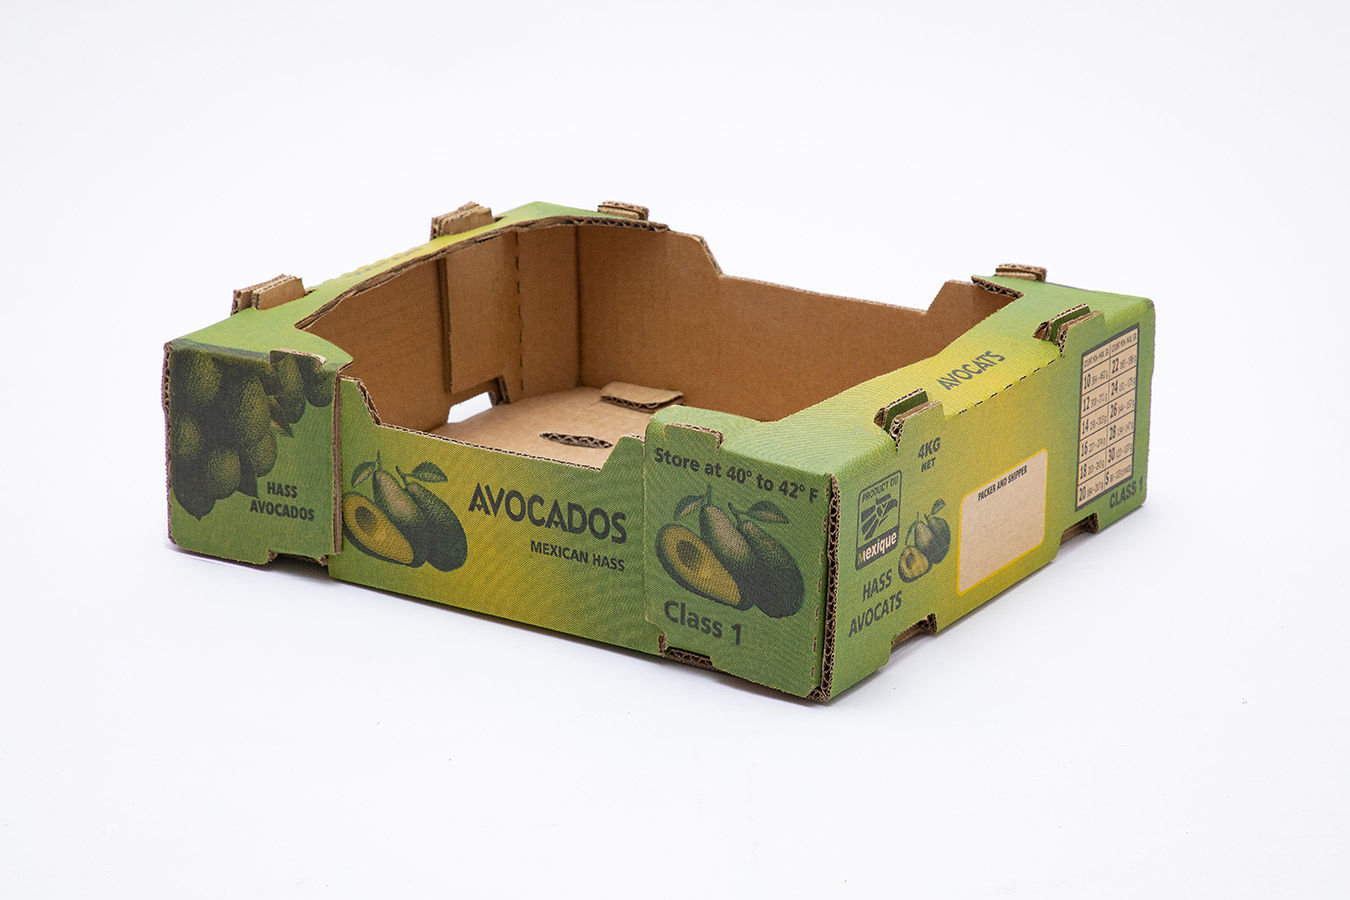 HASS
AVOCADOS
AVOCADOS
MEXICAN HASS
Store at 40° to 42° F
Class 1
PRODUCT DU
Mexique
HASS
AVOCATS
4KG
NET
AVOCATS
PACKER AND SHIPPER
10
12
14
16
18
20
22
24
26
28
30
CLASS 1